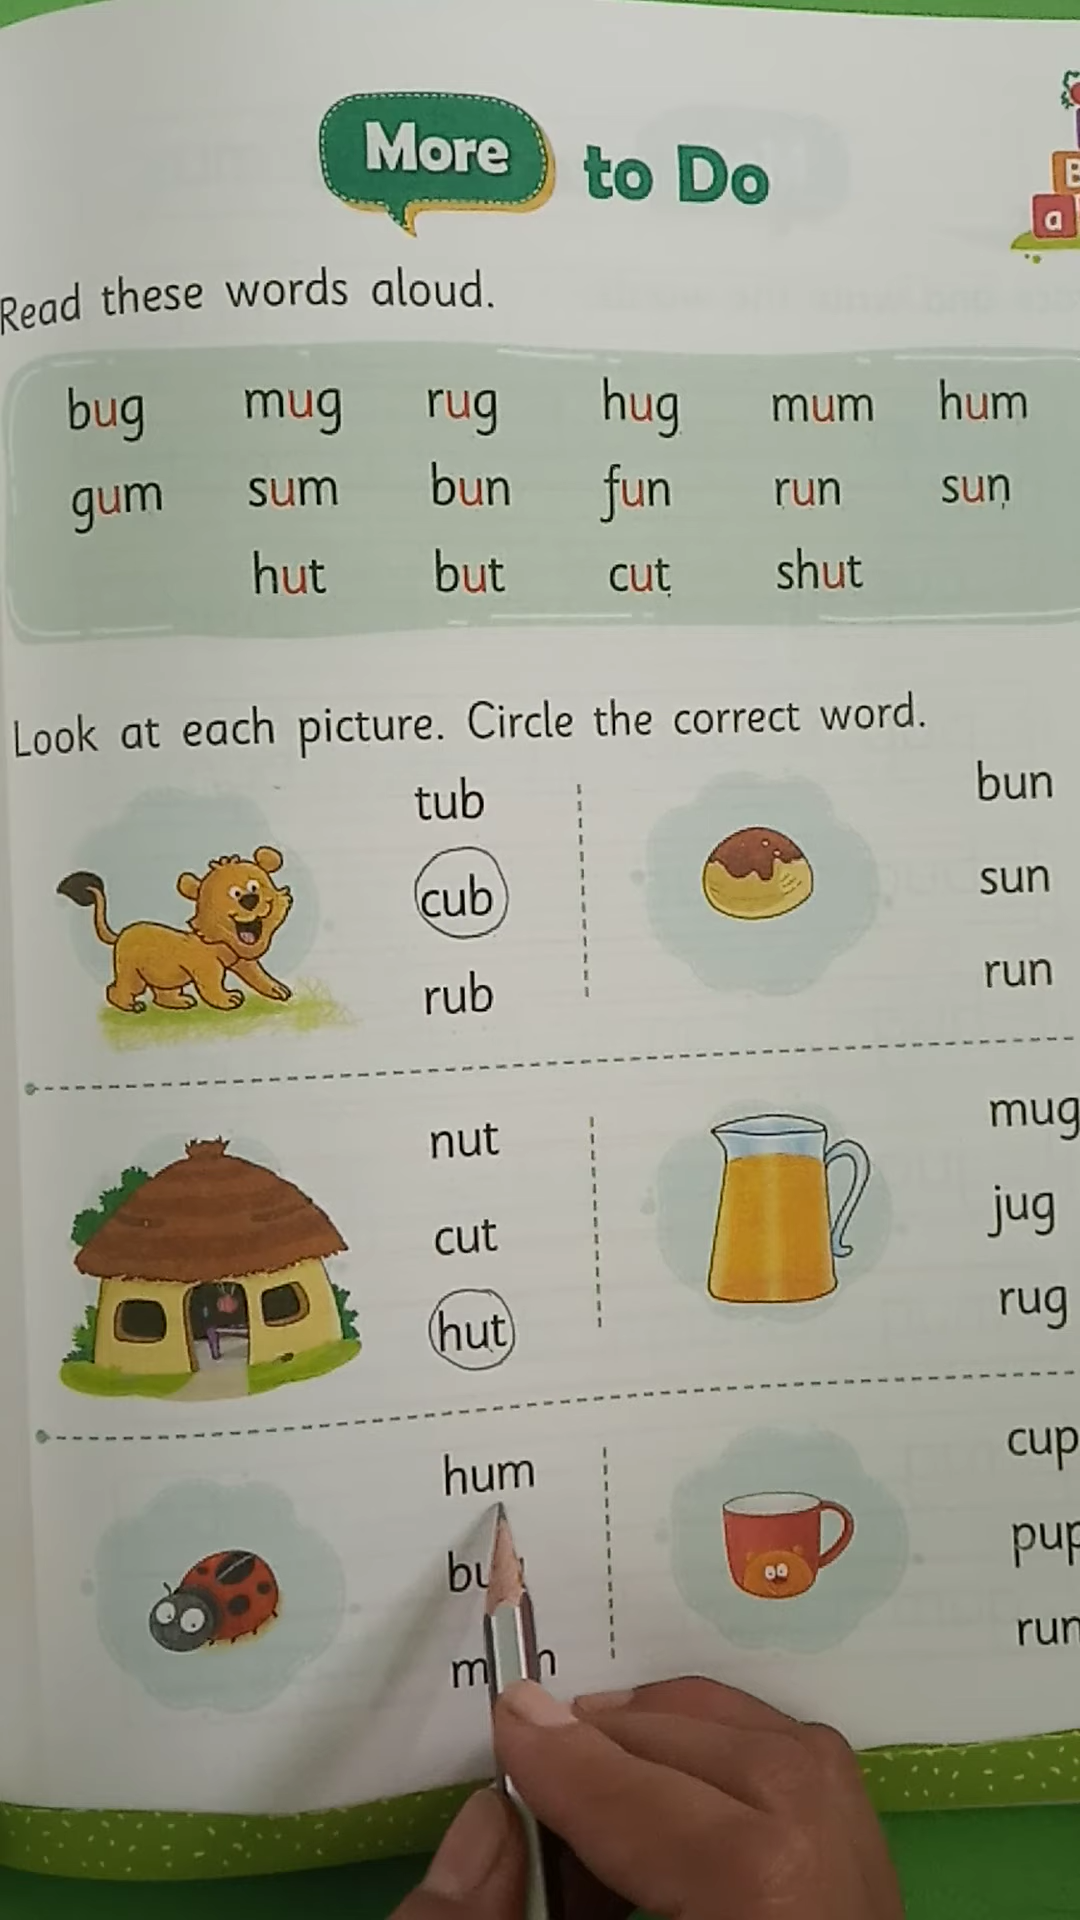 More to Do
B
a
Read these words aloud.
bug mug rug hug mum hum
gum sum bun fun run sun
hut but cut shut
Look at each picture. Circle the correct word.
tub
cub
rub
bun
sun
run
nut
cut
hut
mug
jug
rug
hum
cup
pup
run